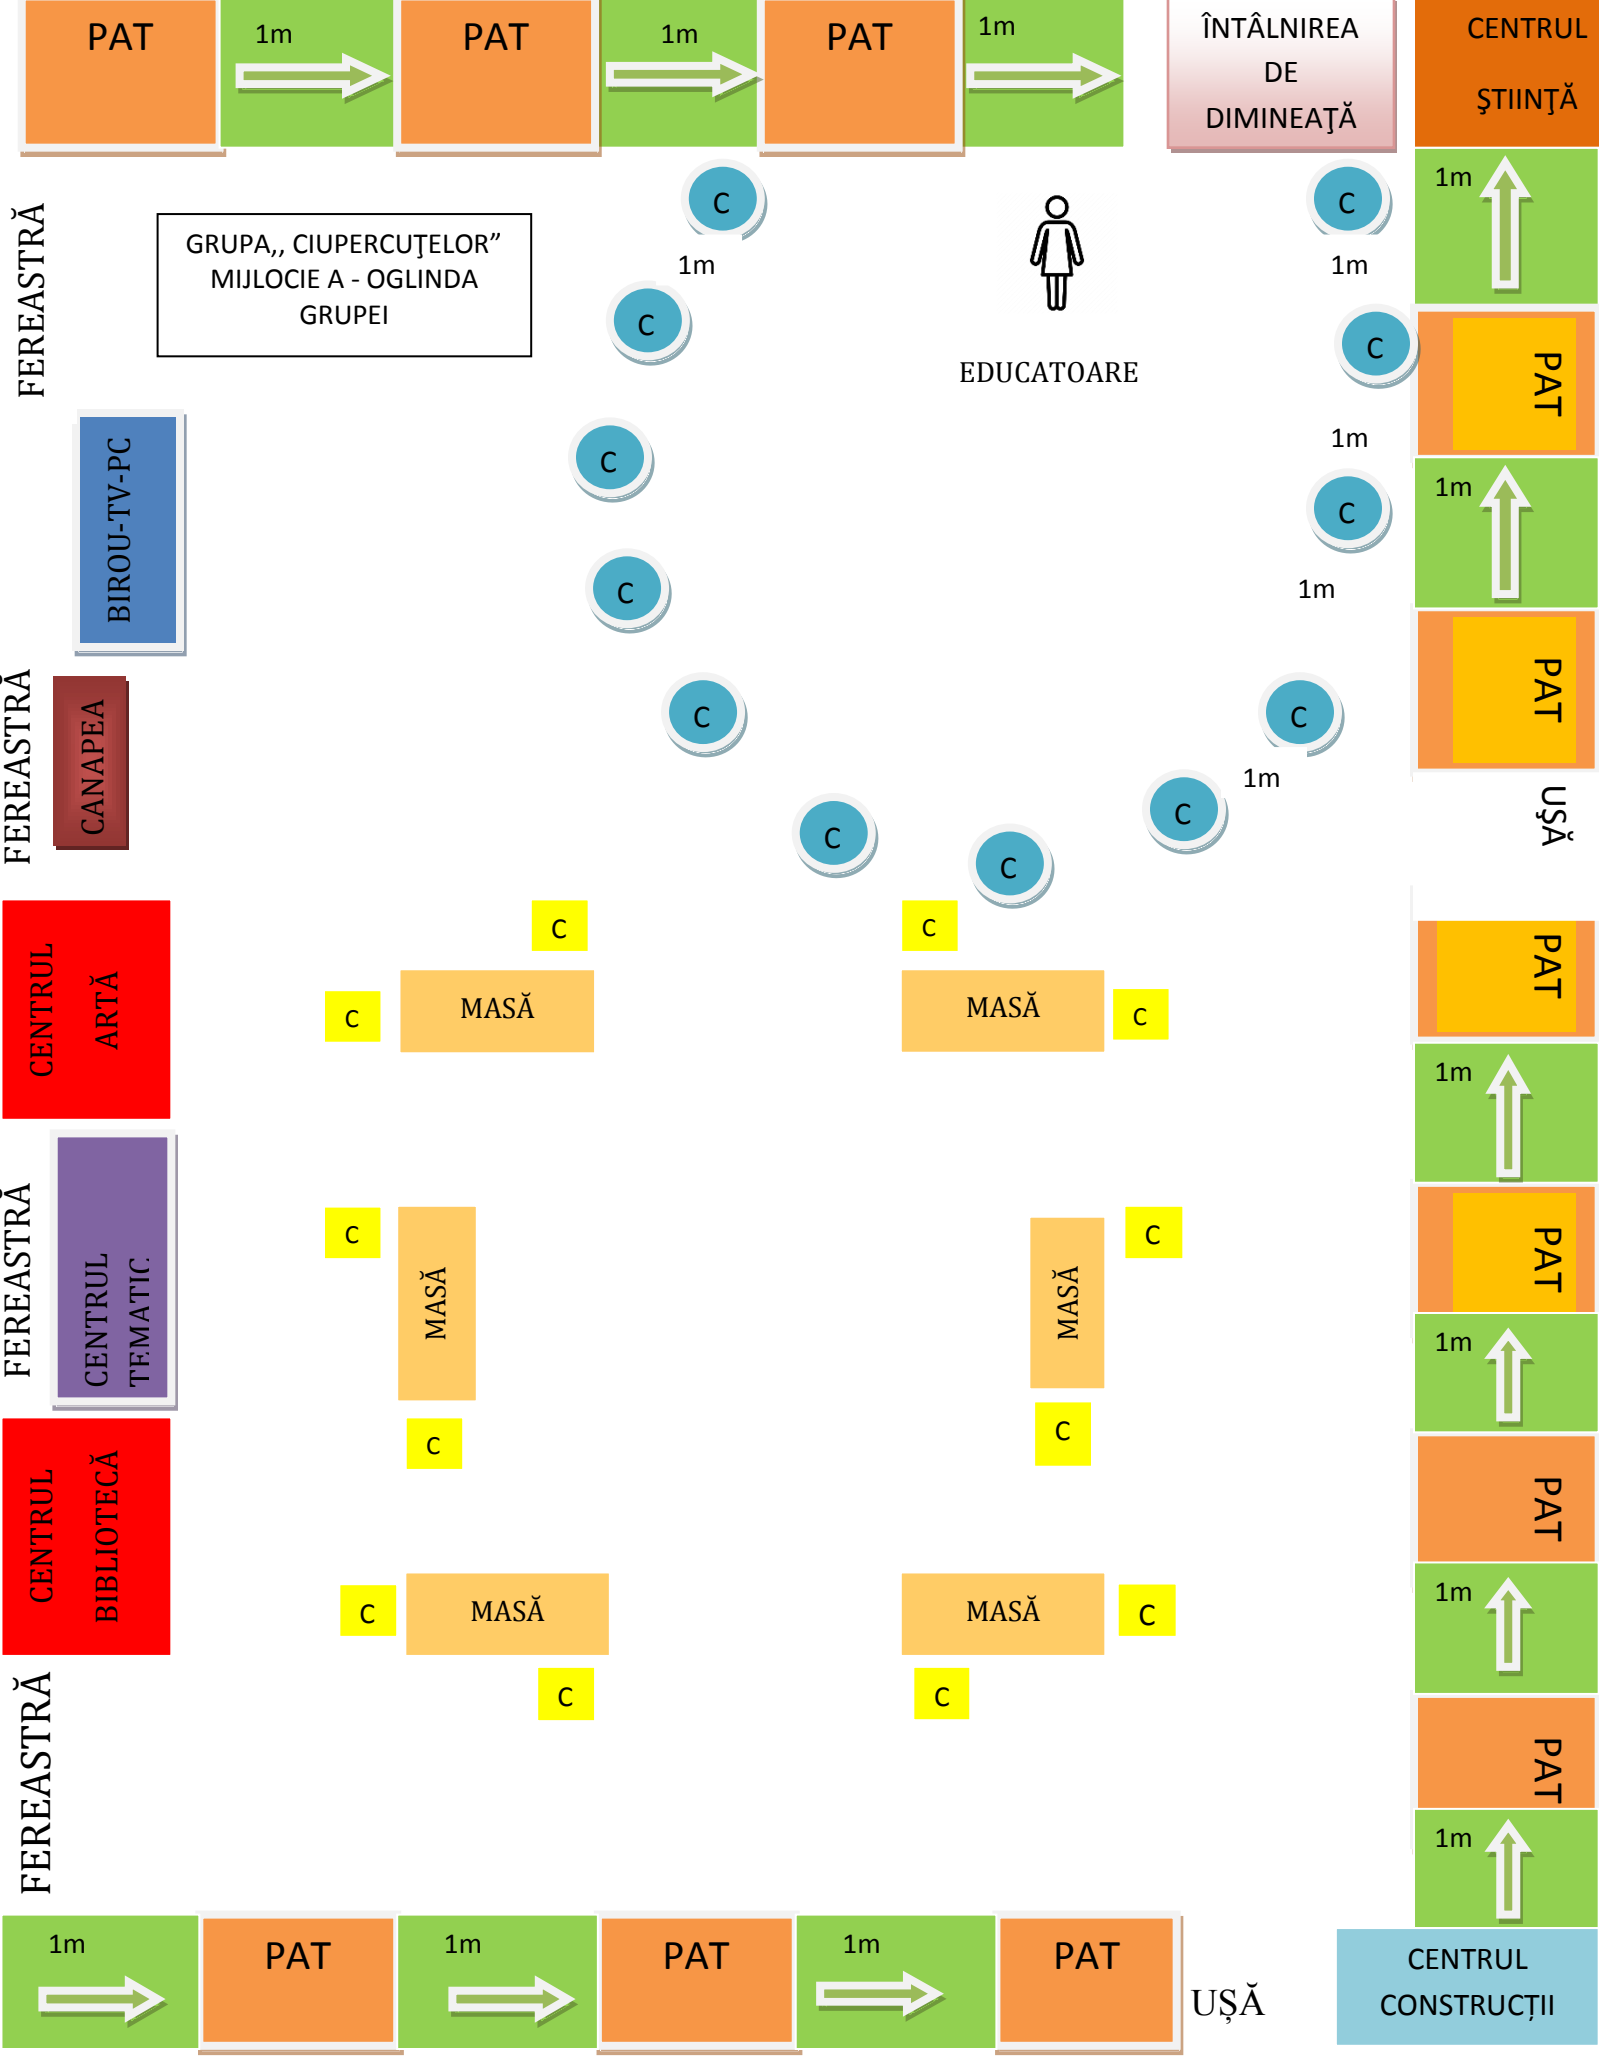 PAT
1m
PAT
1m
PAT
1m
ÎNTÂLNIREA
DE
DIMINEAŢĂ
CENTRUL
ŞTIINŢĂ
1m
C
C
FEREASTRĂ
GRUPA,, CIUPERCUŢELOR”
MIJLOCIE A - OGLINDA
GRUPEI
1m
1m
C
C
EDUCATOARE
PAT
BIROU-TV-PC
C
1m
1m
C
C
1m
FEREASTRĂ
CANAPEA
C
C
PAT
1m
C
C
C
UŞĂ
CENTRUL
ARTĂ
C
C
PAT
C
MASĂ
MASĂ
C
1m
FEREASTRĂ
CENTRUL
TEMATIC
C
MASĂ
MASĂ
C
PAT
1m
C
C
CENTRUL
BIBLIOTECĂ
PAT
C
MASĂ
MASĂ
C
1m
C
C
FEREASTRĂ
PAT
1m
1m
PAT
1m
PAT
1m
PAT
UȘĂ
CENTRUL
CONSTRUCȚII